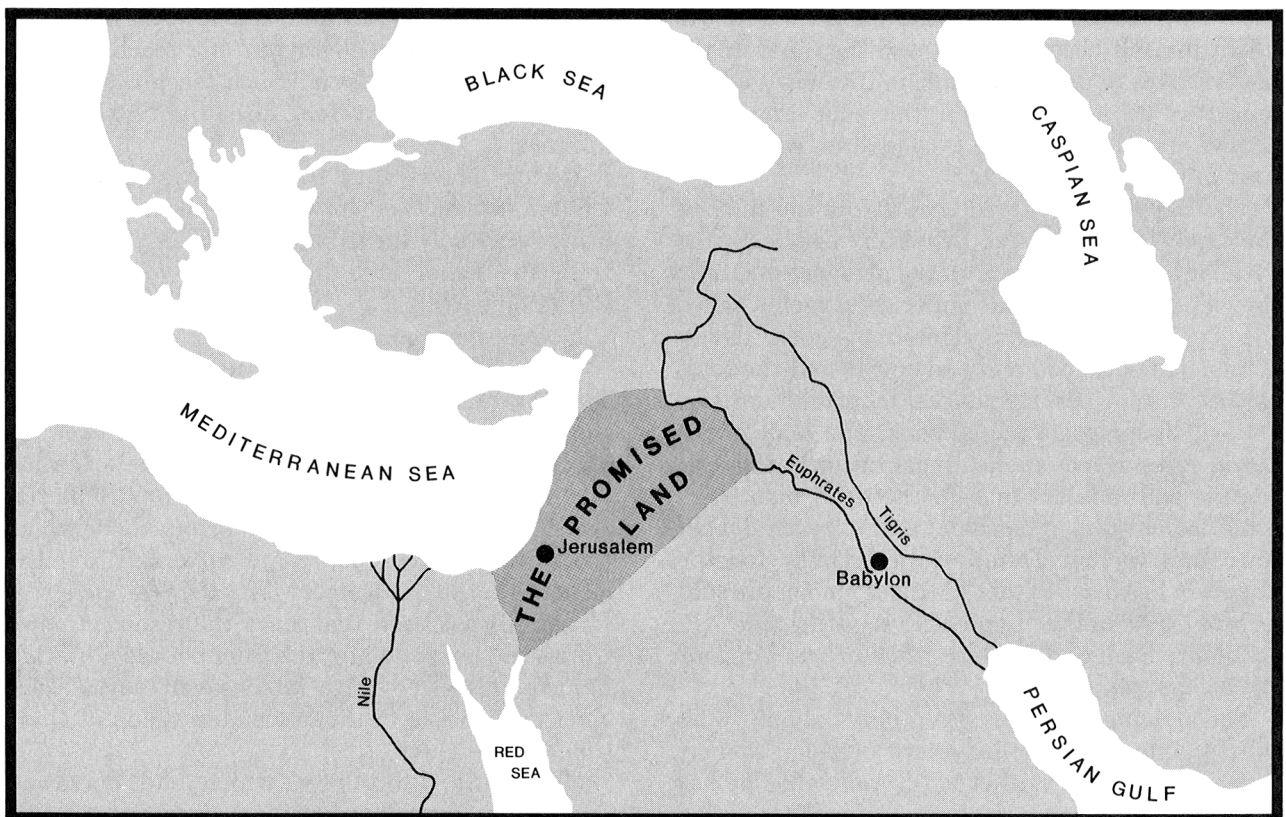 BLACK SEA
CASPIAN SEA
MEDITERRANEAN SEA
THE PROMISED
LAND
Euphrates
Tigris
Jerusalem
Babylon
Nile
RED
SEA
PERSIAN GULF